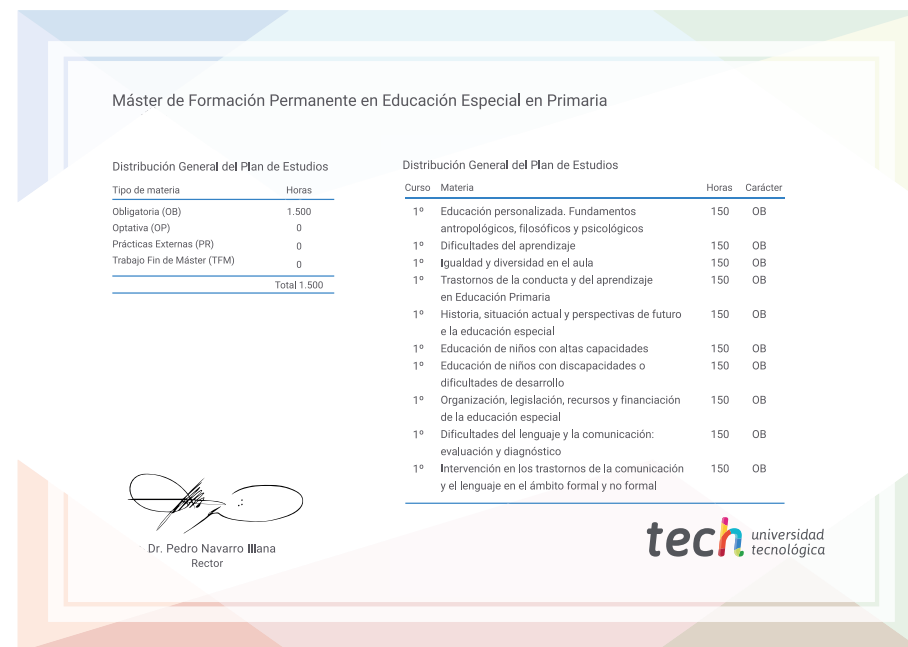 Máster de Formación Permanente en Educación Especial en Primaria
Distribución General del Plan de Estudios
Tipo de materia Horas
Obligatoria (OB) 1.500
Optativa (OP) 0
Prácticas Externas (PR) 0
Trabajo Fin de Máster (TFM) 0
Total 1.500
Distribución General del Plan de Estudios
Curso Materia Horas Carácter
1º Educación personalizada. Fundamentos 150 OB
antropológicos, filosóficos y psicológicos
1º Dificultades del aprendizaje 150 OB
1º Igualdad y diversidad en el aula 150 OB
1º Trastornos de la conducta y del aprendizaje 150 OB
en Educación Primaria
1º Historia, situación actual y perspectivas de futuro 150 OB
e la educación especial
1º Educación de niños con altas capacidades 150 OB
1º Educación de niños con discapacidades o 150 OB
dificultades de desarrollo
1º Organización, legislación, recursos y financiación 150 OB
de la educación especial
1º Dificultades del lenguaje y la comunicación: 150 OB
evaluación y diagnóstico
1º Intervención en los trastornos de la comunicación 150 OB
y el lenguaje en el ámbito formal y no formal
Dr. Pedro Navarro Illana
Rector
tech universidad
tecnológica